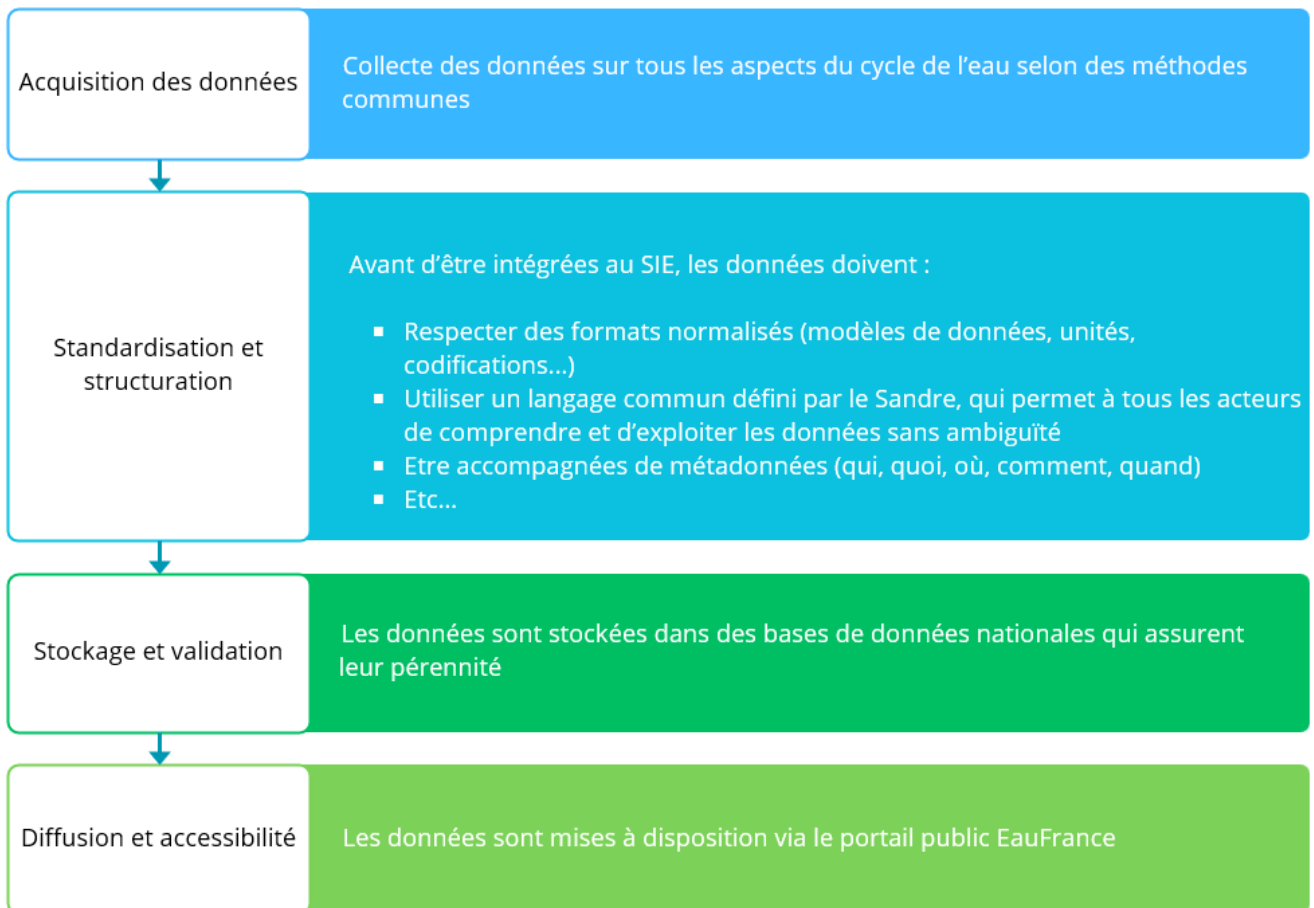 Acquisition des données
Collecte des données sur tous les aspects du cycle de l’eau selon des méthodes
communes
Standardisation et
structuration
Avant d’être intégrées au SIE, les données doivent :
▪ Respecter des formats normalisés (modèles de données, unités,
codifications...)
▪ Utiliser un langage commun défini par le Sandre, qui permet à tous les acteurs
de comprendre et d’exploiter les données sans ambiguïté
▪ Etre accompagnées de métadonnées (qui, quoi, où, comment, quand)
▪ Etc...
Stockage et validation
Les données sont stockées dans des bases de données nationales qui assurent
leur pérennité
Diffusion et accessibilité
Les données sont mises à disposition via le portail public EauFrance